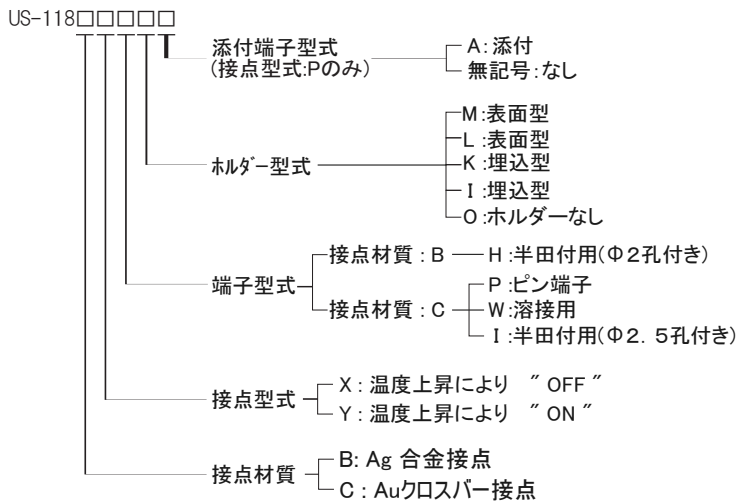 US-118□□□□□
添付端子型式
(接点型式:Pのみ)
A:添付
無記号:なし
ホルダー型式
M:表面型
L:表面型
K:埋込型
I:埋込型
O:ホルダーなし
端子型式
接点材質:B
H:半田付用(Φ2孔付き)
接点材質:C
P:ピン端子
W:溶接用
I:半田付用(Φ2.5孔付き)
接点型式
X:温度上昇により "OFF"
Y:温度上昇により "ON"
接点材質
B:Ag 合金接点
C:Auクロスバー接点